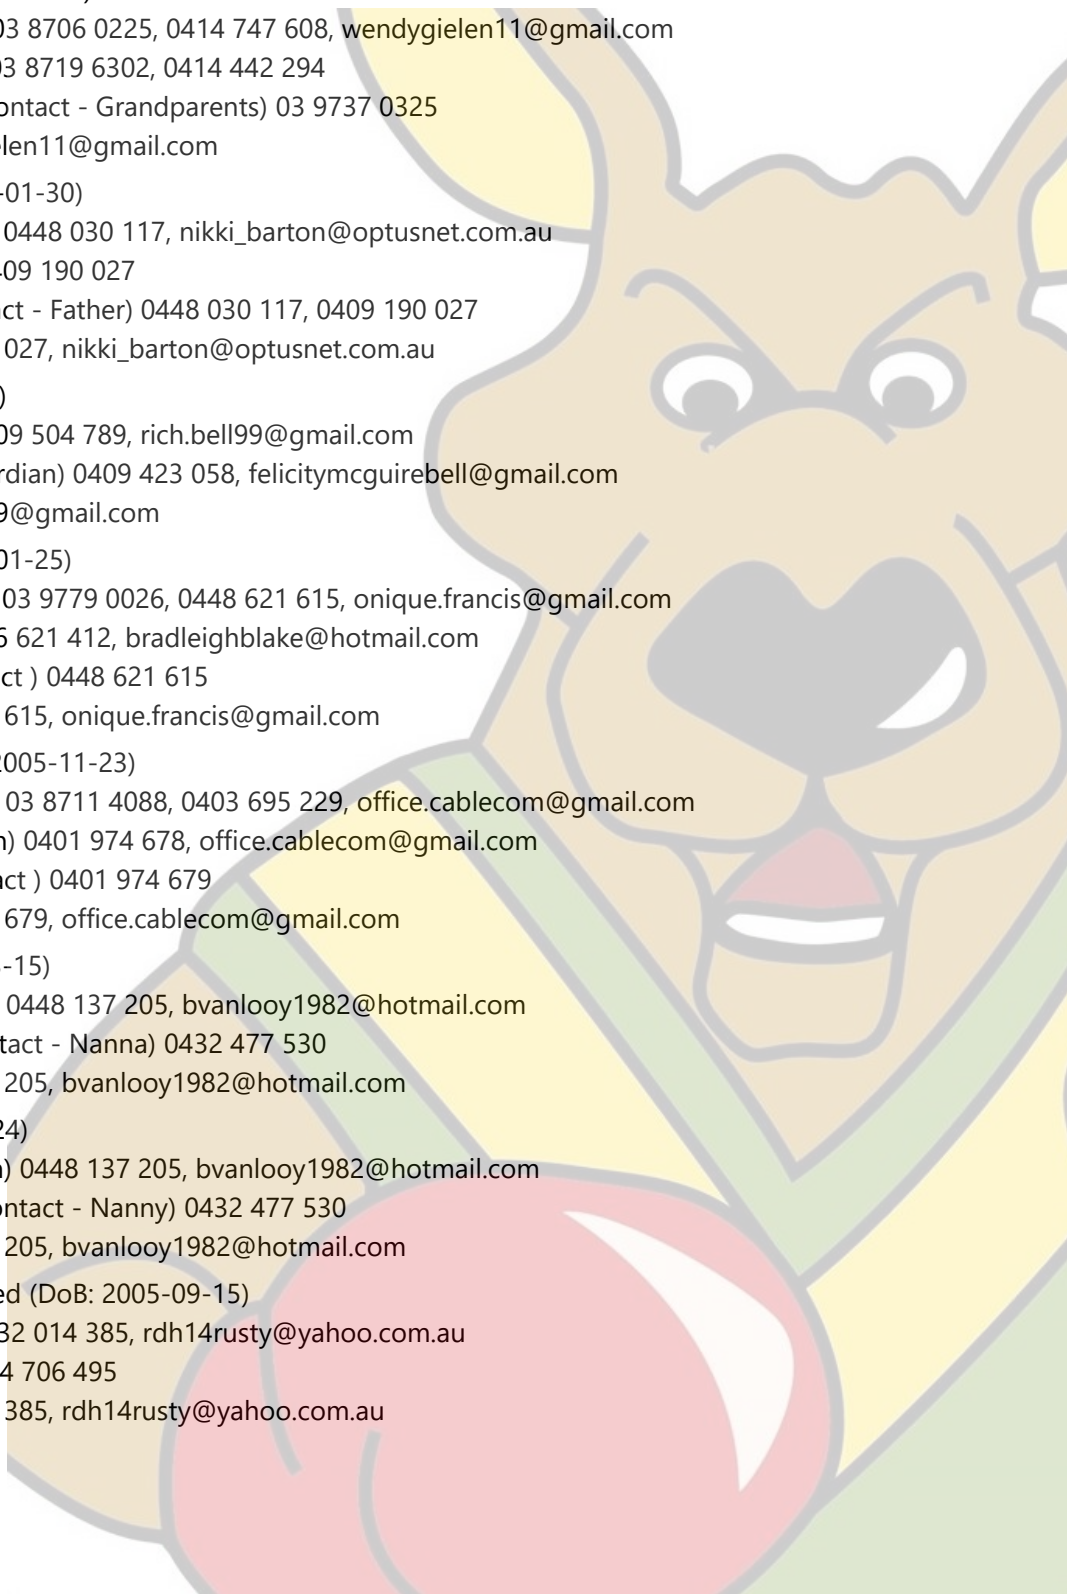 03 8706 0225, 0414 747 608, wendygielen11@gmail.com
03 8719 6302, 0414 442 294
ontact - Grandparents) 03 9737 0325
elen11@gmail.com
-01-30)
0448 030 117, nikki_barton@optusnet.com.au
409 190 027
act - Father) 0448 030 117, 0409 190 027
027, nikki_barton@optusnet.com.au
)
09 504 789, rich.bell99@gmail.com
rdian) 0409 423 058, felicitymcguirebell@gmail.com
9@gmail.com
01-25)
03 9779 0026, 0448 621 615, onique.francis@gmail.com
6 621 412, bradleighblake@hotmail.com
ct ) 0448 621 615
615, onique.francis@gmail.com
2005-11-23)
03 8711 4088, 0403 695 229, office.cablecom@gmail.com
n) 0401 974 678, office.cablecom@gmail.com
act ) 0401 974 679
679, office.cablecom@gmail.com
-15)
0448 137 205, bvanlooy1982@hotmail.com
tact - Nanna) 0432 477 530
205, bvanlooy1982@hotmail.com
24)
n) 0448 137 205, bvanlooy1982@hotmail.com
ontact - Nanny) 0432 477 530
205, bvanlooy1982@hotmail.com
ed (DoB: 2005-09-15)
32 014 385, rdh14rusty@yahoo.com.au
4 706 495
385, rdh14rusty@yahoo.com.au